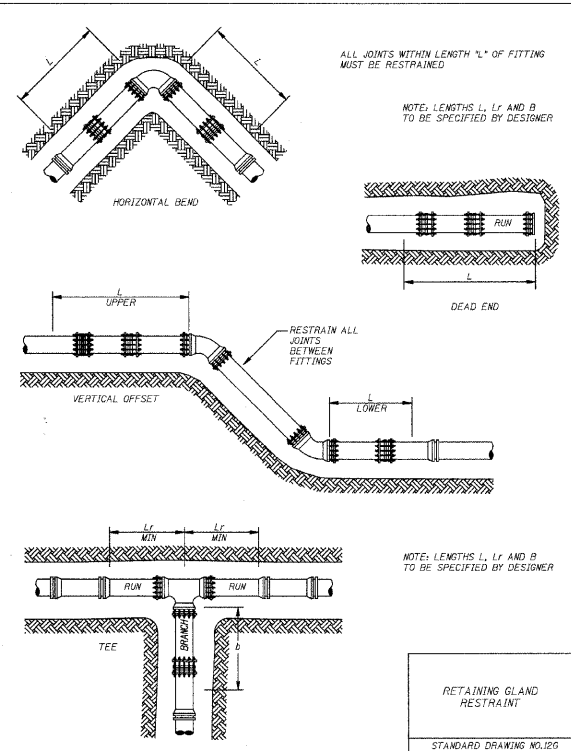 L
L
ALL JOINTS WITHIN LENGTH "L" OF FITTING
MUST BE RESTRAINED
NOTE: LENGTHS L, Lr AND B
TO BE SPECIFIED BY DESIGNER
HORIZONTAL BEND
RUN
L
DEAD END
L
UPPER
RESTRAIN ALL
JOINTS
BETWEEN
FITTINGS
VERTICAL OFFSET
L
LOWER
Lr
MIN
Lr
MIN
NOTE: LENGTHS L, Lr AND B
TO BE SPECIFIED BY DESIGNER
RUN
RUN
BRANCH
b
TEE
RETAINING GLAND
RESTRAINT
STANDARD DRAWING NO.12G